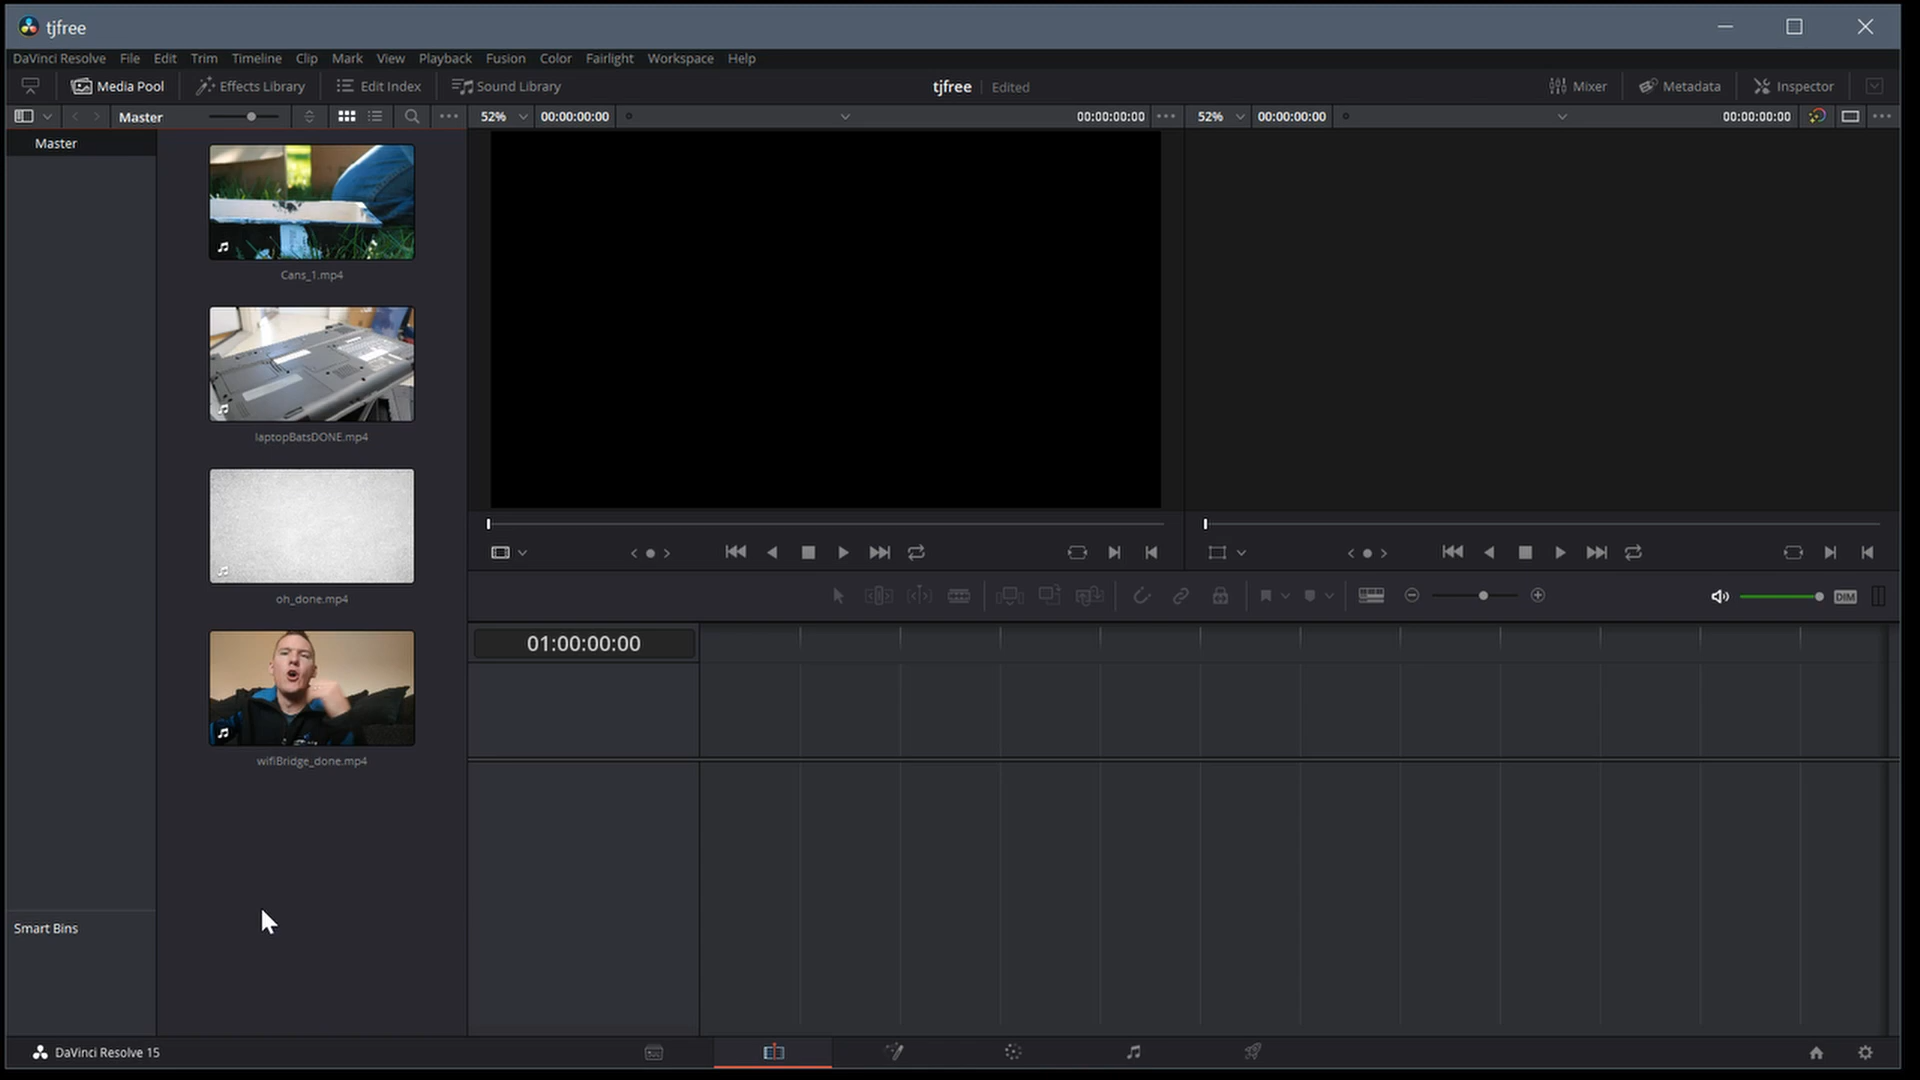 tjfree
DaVinci Resolve File Edit Trim Timeline Clip Mark View Playback Fusion Color Fairlight Workspace Help
Media Pool Effects Library Edit Index Sound Library tjfree Edited Mixer Metadata Inspector
Master 52% 00:00:00:00 00:00:00:00 52% 00:00:00:00 00:00:00:00
Master
Cans_1.mp4
laptopBatsDONE.mp4
oh_done.mp4
DIM
01:00:00:00
wifiBridge_done.mp4
Smart Bins
DaVinci Resolve 15